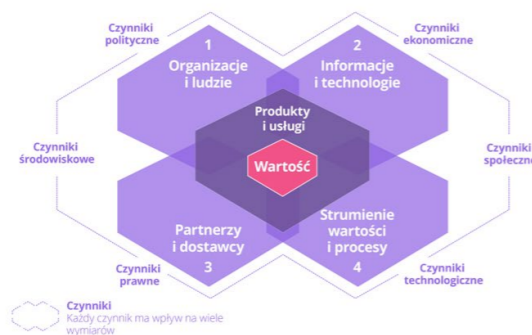 Czynniki
polityczne
Czynniki
ekonomiczne
1
Organizacje
i ludzie
2
Informacje
i technologie
Produkty
i usługi
Czynniki
środowiskowe
Wartość
Czynniki
społeczne
Partnerzy
i dostawcy
3
Strumienie
wartości
i procesy
4
Czynniki
prawne
Czynniki
technologiczne
Czynniki
Każdy czynnik ma wpływ na wiele
wymiarów